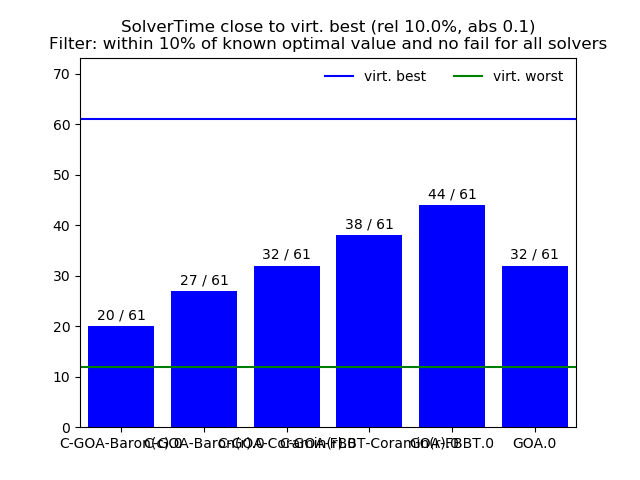 SolverTime close to virt. best (rel 10.0%, abs 0.1)
Filter: within 10% of known optimal value and no fail for all solvers
virt. best
virt. worst
70
60
50
40
30
20
10
0
20 / 61
27 / 61
32 / 61
38 / 61
44 / 61
32 / 61
GOA.0